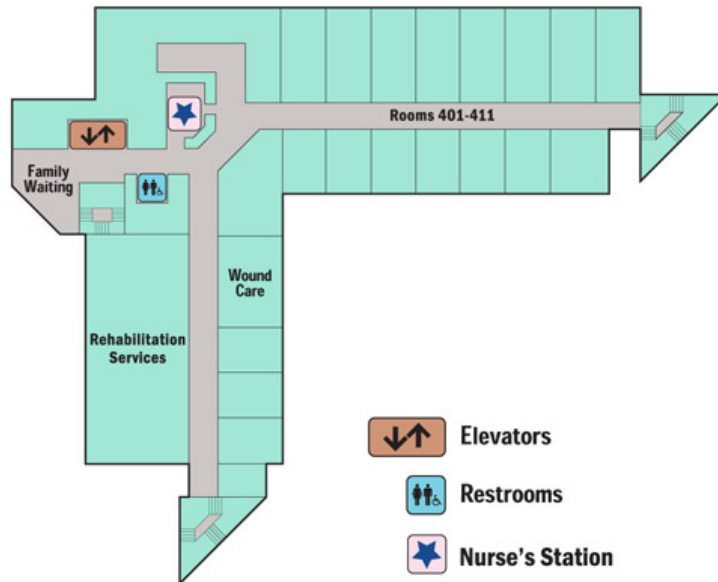 Rooms 401-411
Family
Waiting
Wound
Care
Rehabilitation
Services
Elevators
Restrooms
Nurse's Station